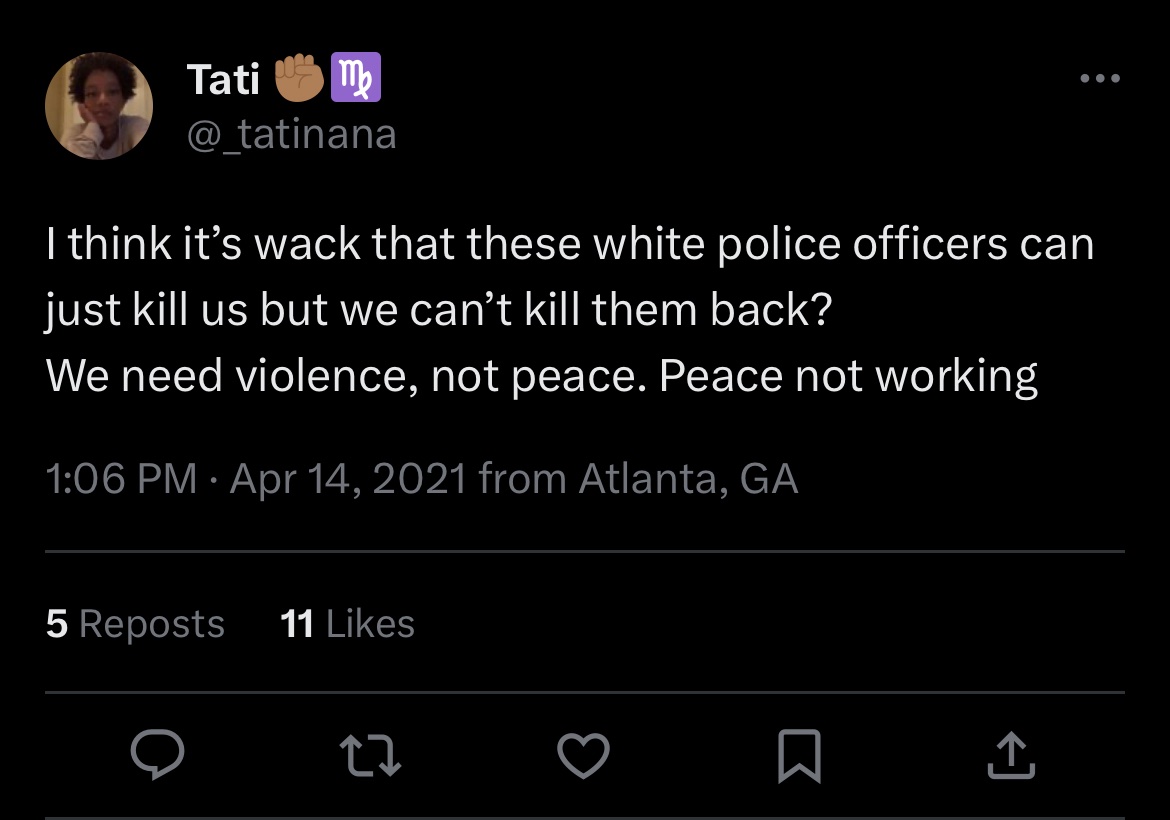 Tati ✊🏽♍
@_tatinana
I think it’s wack that these white police officers can
just kill us but we can’t kill them back?
We need violence, not peace. Peace not working
1:06 PM · Apr 14, 2021 from Atlanta, GA
5 Reposts 11 Likes